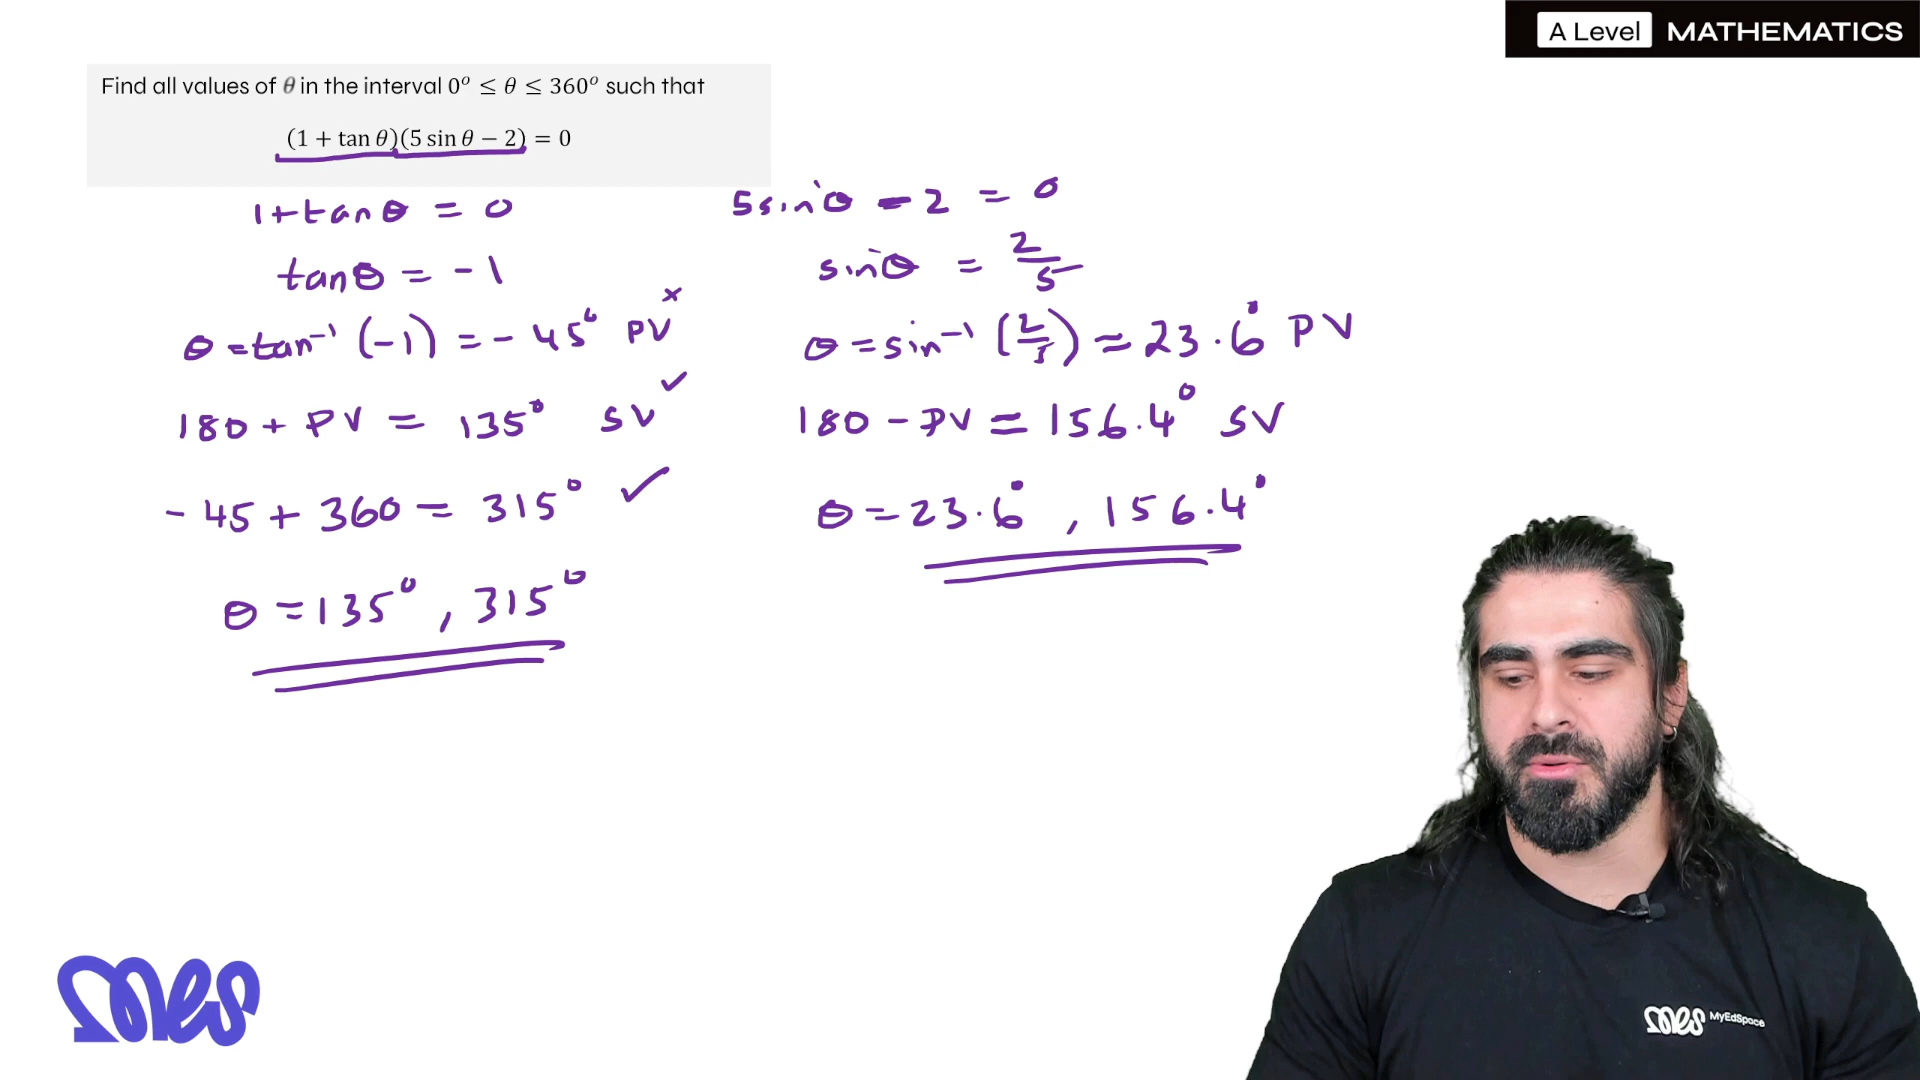 A Level MATHEMATICS
Find all values of θ in the interval 0° ≤ θ ≤ 360° such that
(1 + tan θ)(5 sin θ − 2) = 0
1+tanθ = 0
tanθ = -1
θ = tan⁻¹ (-1) = - 45° PV ×
180 + PV = 135° SV ✓
- 45 + 360 = 315° ✓
θ = 135° , 315°
5sinθ - 2 = 0
sinθ = 2/5
θ = sin⁻¹ (2/5) ≈ 23.6° PV
180 - PV = 156.4° SV
θ = 23.6° , 156.4°
mes
mes MyEdSpace